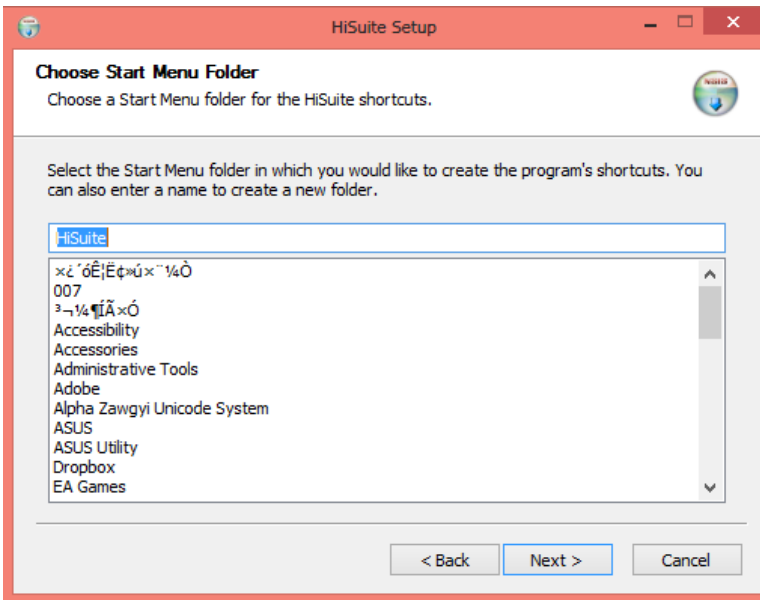 HiSuite Setup
Choose Start Menu Folder
Choose a Start Menu folder for the HiSuite shortcuts.
Select the Start Menu folder in which you would like to create the program's shortcuts. You
can also enter a name to create a new folder.
HiSuite
×¿´óÊ¦Ë¢»ú×¨¼Ò
007
³¬¼¶ÍÃ×Ó
Accessibility
Accessories
Administrative Tools
Adobe
Alpha Zawgyi Unicode System
ASUS
ASUS Utility
Dropbox
EA Games
< Back
Next >
Cancel